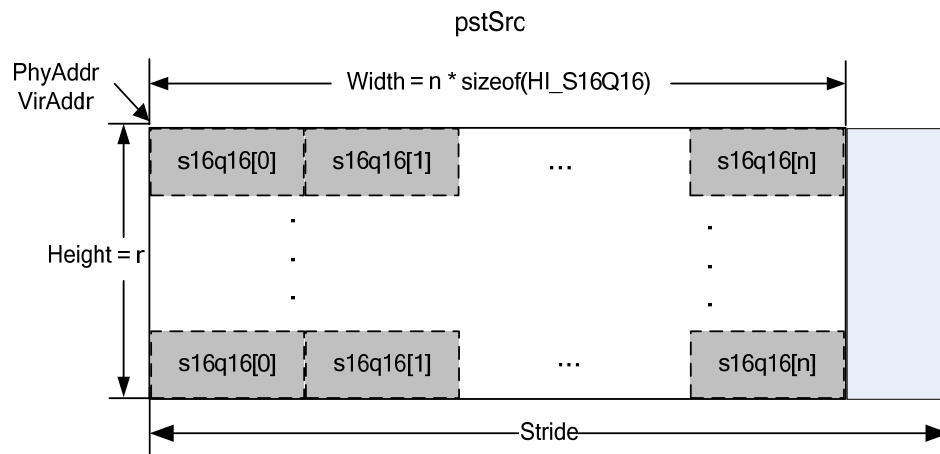 pstSrc
PhyAddr
VirAddr
Width = n * sizeof(HI_S16Q16)
s16q16[0] s16q16[1] ... s16q16[n]
Height = r
s16q16[0] s16q16[1] ... s16q16[n]
Stride